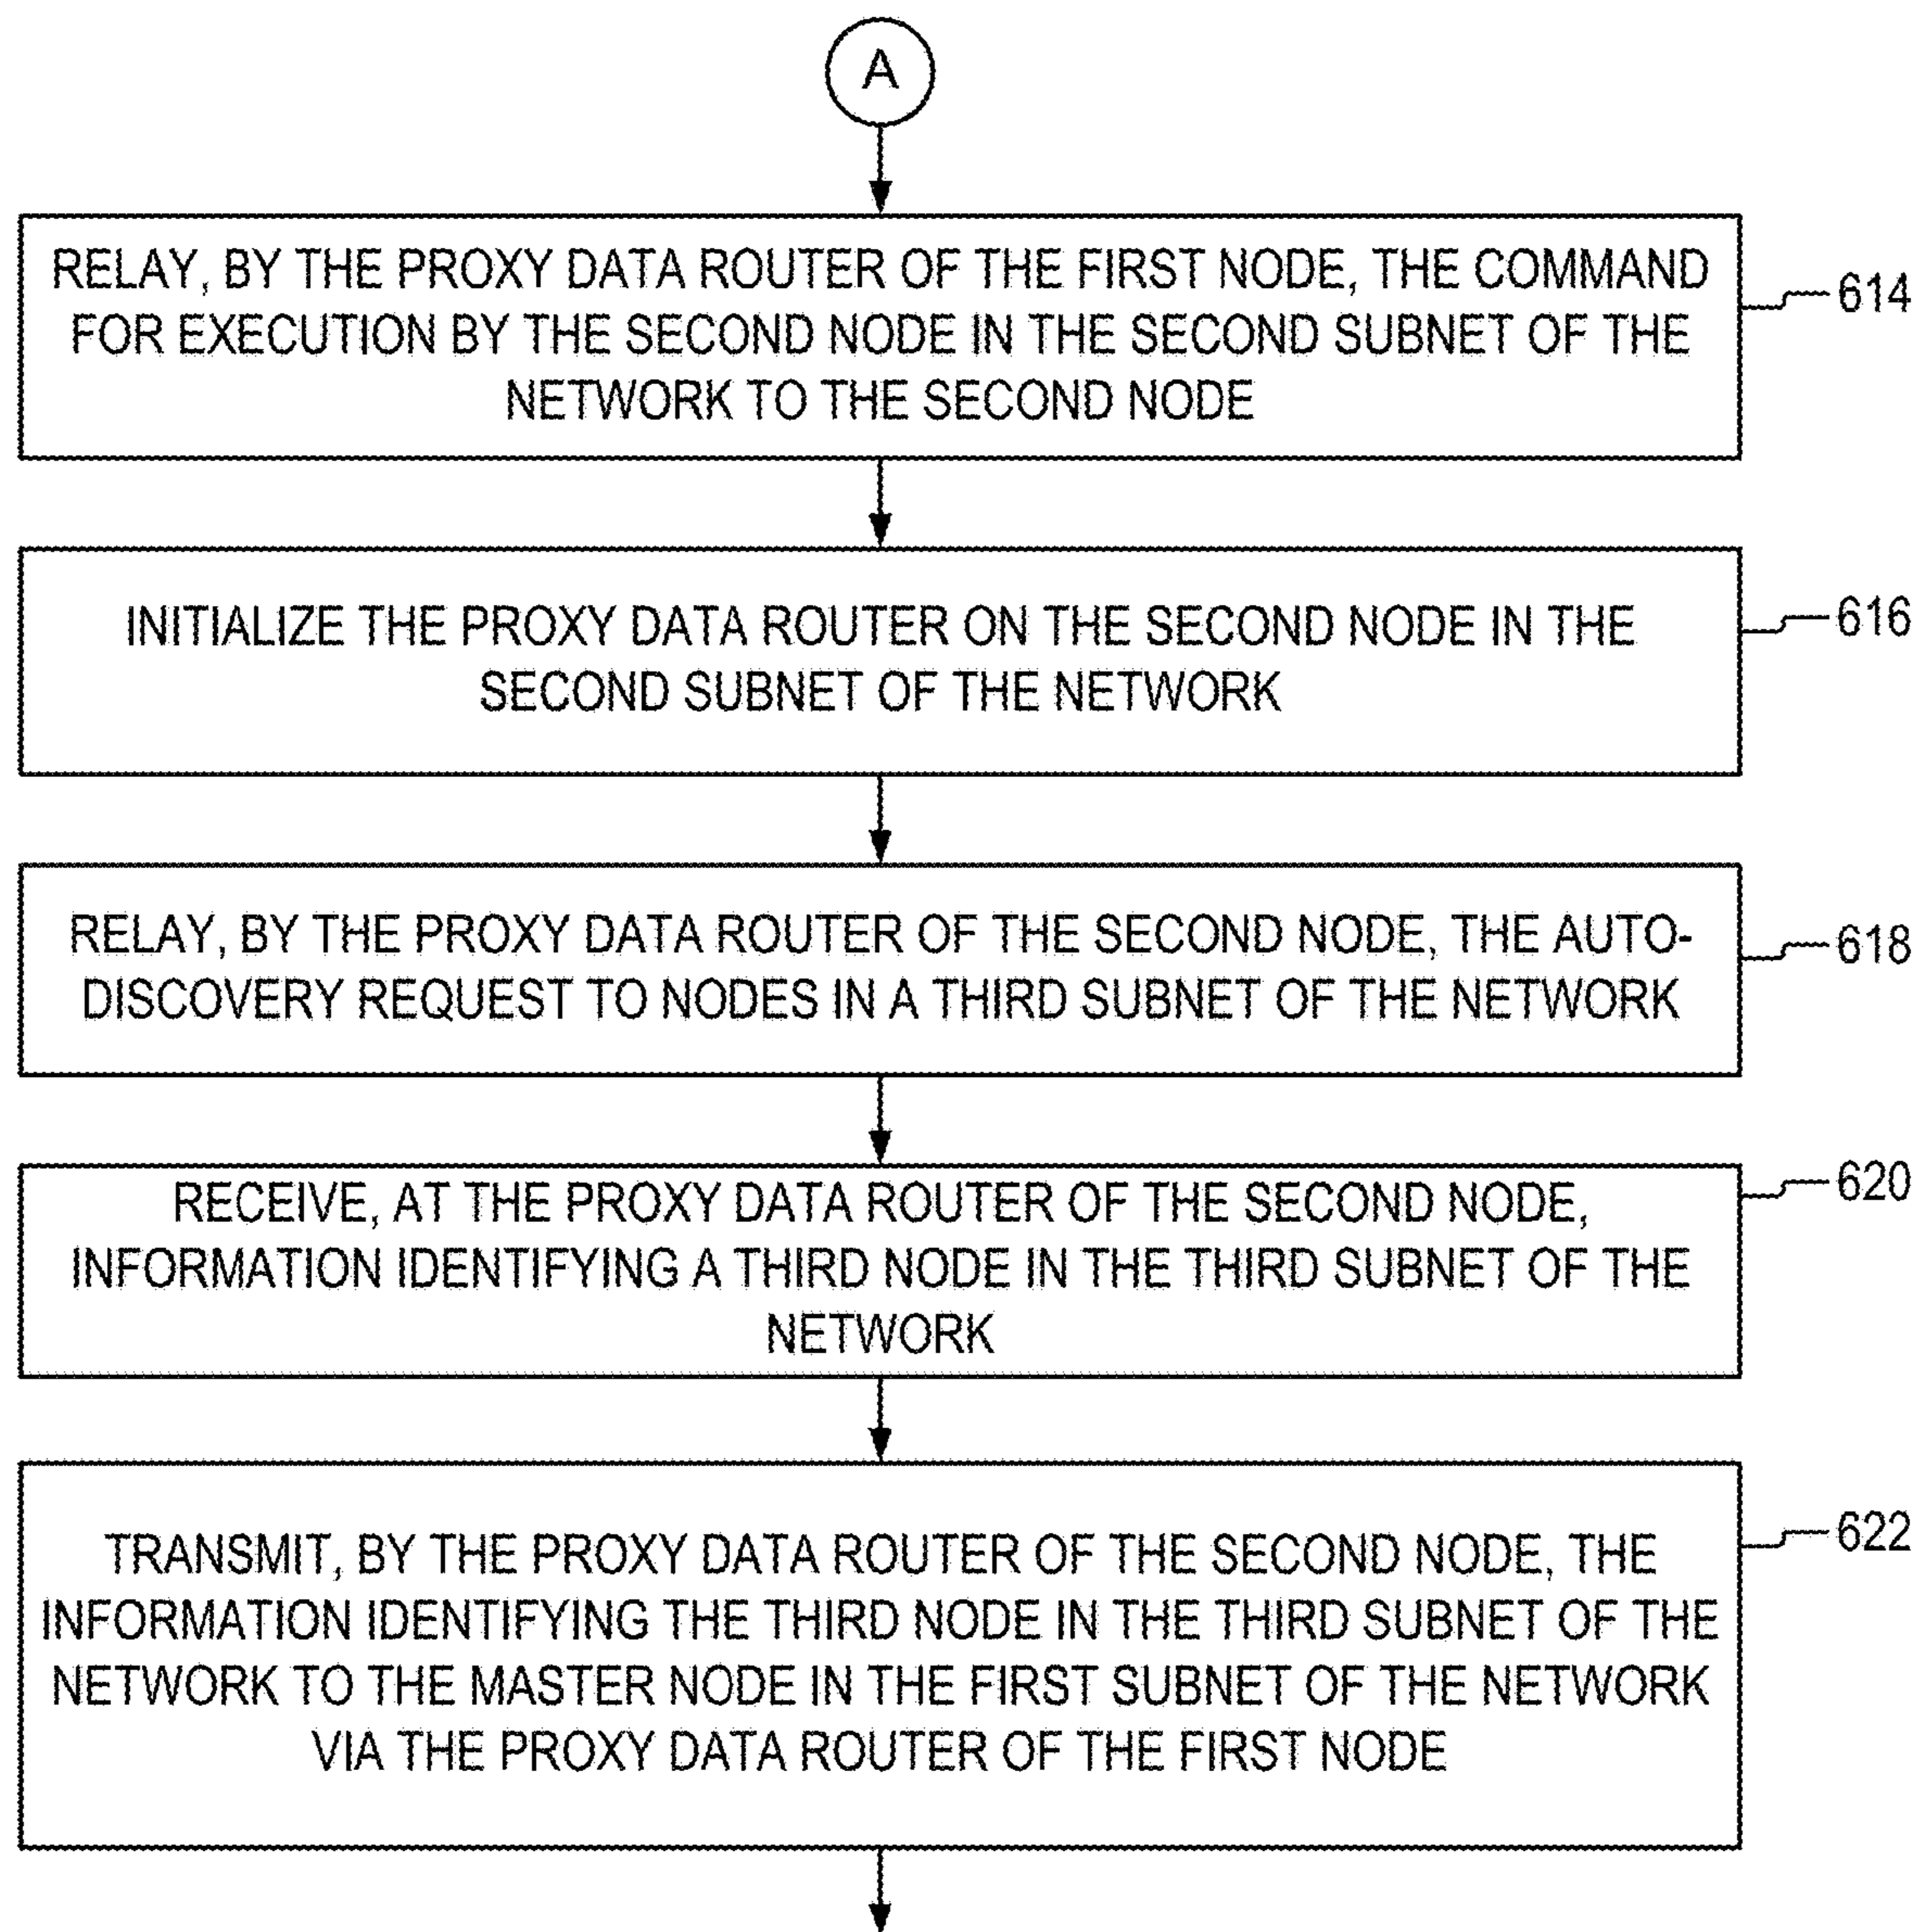 A
RELAY, BY THE PROXY DATA ROUTER OF THE FIRST NODE, THE COMMAND
FOR EXECUTION BY THE SECOND NODE IN THE SECOND SUBNET OF THE
NETWORK TO THE SECOND NODE
614
INITIALIZE THE PROXY DATA ROUTER ON THE SECOND NODE IN THE
SECOND SUBNET OF THE NETWORK
616
RELAY, BY THE PROXY DATA ROUTER OF THE SECOND NODE, THE AUTO-
DISCOVERY REQUEST TO NODES IN A THIRD SUBNET OF THE NETWORK
618
RECEIVE, AT THE PROXY DATA ROUTER OF THE SECOND NODE,
INFORMATION IDENTIFYING A THIRD NODE IN THE THIRD SUBNET OF THE
NETWORK
620
TRANSMIT, BY THE PROXY DATA ROUTER OF THE SECOND NODE, THE
INFORMATION IDENTIFYING THE THIRD NODE IN THE THIRD SUBNET OF THE
NETWORK TO THE MASTER NODE IN THE FIRST SUBNET OF THE NETWORK
VIA THE PROXY DATA ROUTER OF THE FIRST NODE
622